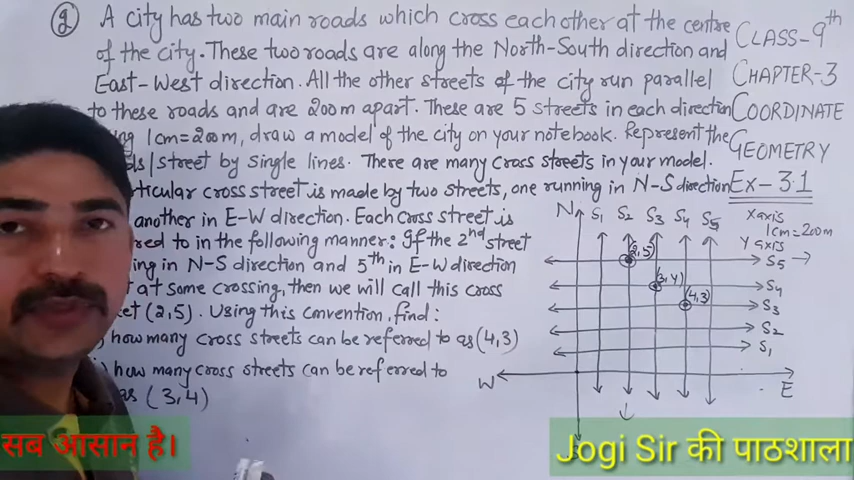 (g) A city has two main roads which cross each other at the centre
of the city. These two roads are along the North-South direction and
East-West direction. All the other streets of the city run parallel
to these roads and are 200m apart. These are 5 streets in each direction
1cm=200m, draw a model of the city on your notebook. Represent the
/street by single lines. There are many cross streets in your model.
cross street is made by two streets, one running in N-S direction
another in E-W direction. Each cross street is
to in the following manner: If the 2nd street
in N-S direction and 5th in E-W direction
at some crossing, then we will call this cross
(2,5). Using this convention, find:
how many cross streets can be referred to as (4,3)
how many cross streets can be referred to
as (3,4)
CLASS-9th
CHAPTER-3
COORDINATE
GEOMETRY
Ex-3.1
X axis
1cm=200m
Y axis
N S1 S2 S3 S4 S5
(2,5)
S5
(3,4)
S4
(4,3)
S3
S2
S1
W E
सब आसान है।
Jogi Sir की पाठशाला